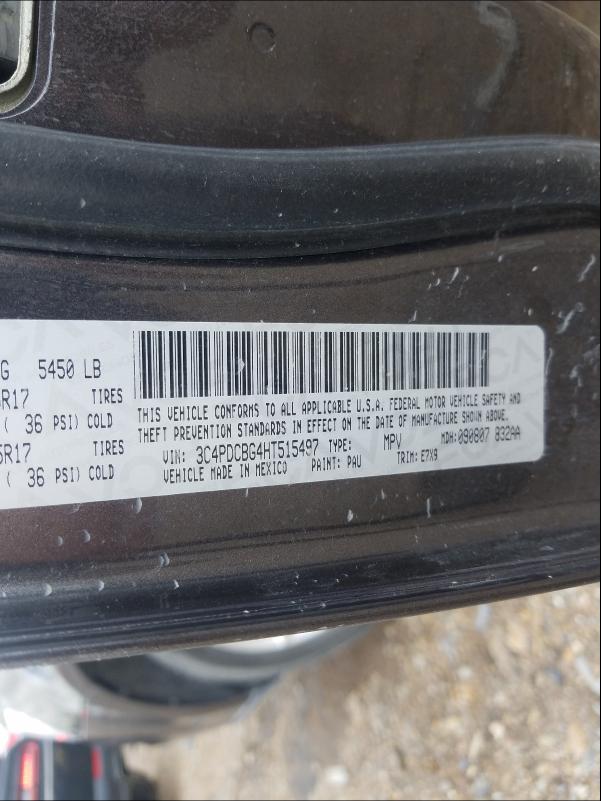 G 5450 LB
R17 TIRES
( 36 PSI) COLD
5R17 TIRES
( 36 PSI) COLD
THIS VEHICLE CONFORMS TO ALL APPLICABLE U.S.A. FEDERAL MOTOR VEHICLE SAFETY AND
THEFT PREVENTION STANDARDS IN EFFECT ON THE DATE OF MANUFACTURE SHOWN ABOVE.
VIN: 3C4PDCBG4HT515497 TYPE: MPV MDH: 090807 832AA
VEHICLE MADE IN MEXICO PAINT: PAU TRIM: E7X9